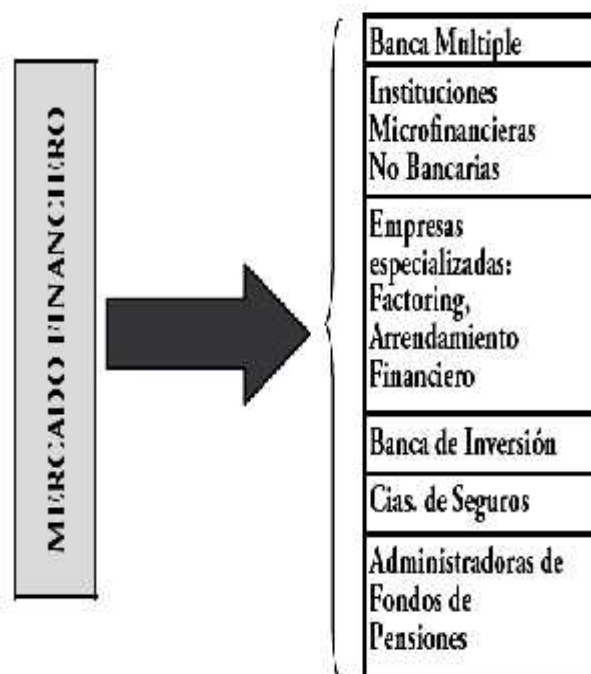 MERCADO FINANCIERO
Banca Multiple
Instituciones
Microfinancieras
No Bancarias
Empresas
especializadas:
Factoring,
Arrendamiento
Financiero
Banca de Inversión
Cias. de Seguros
Administradoras de
Fondos de
Pensiones